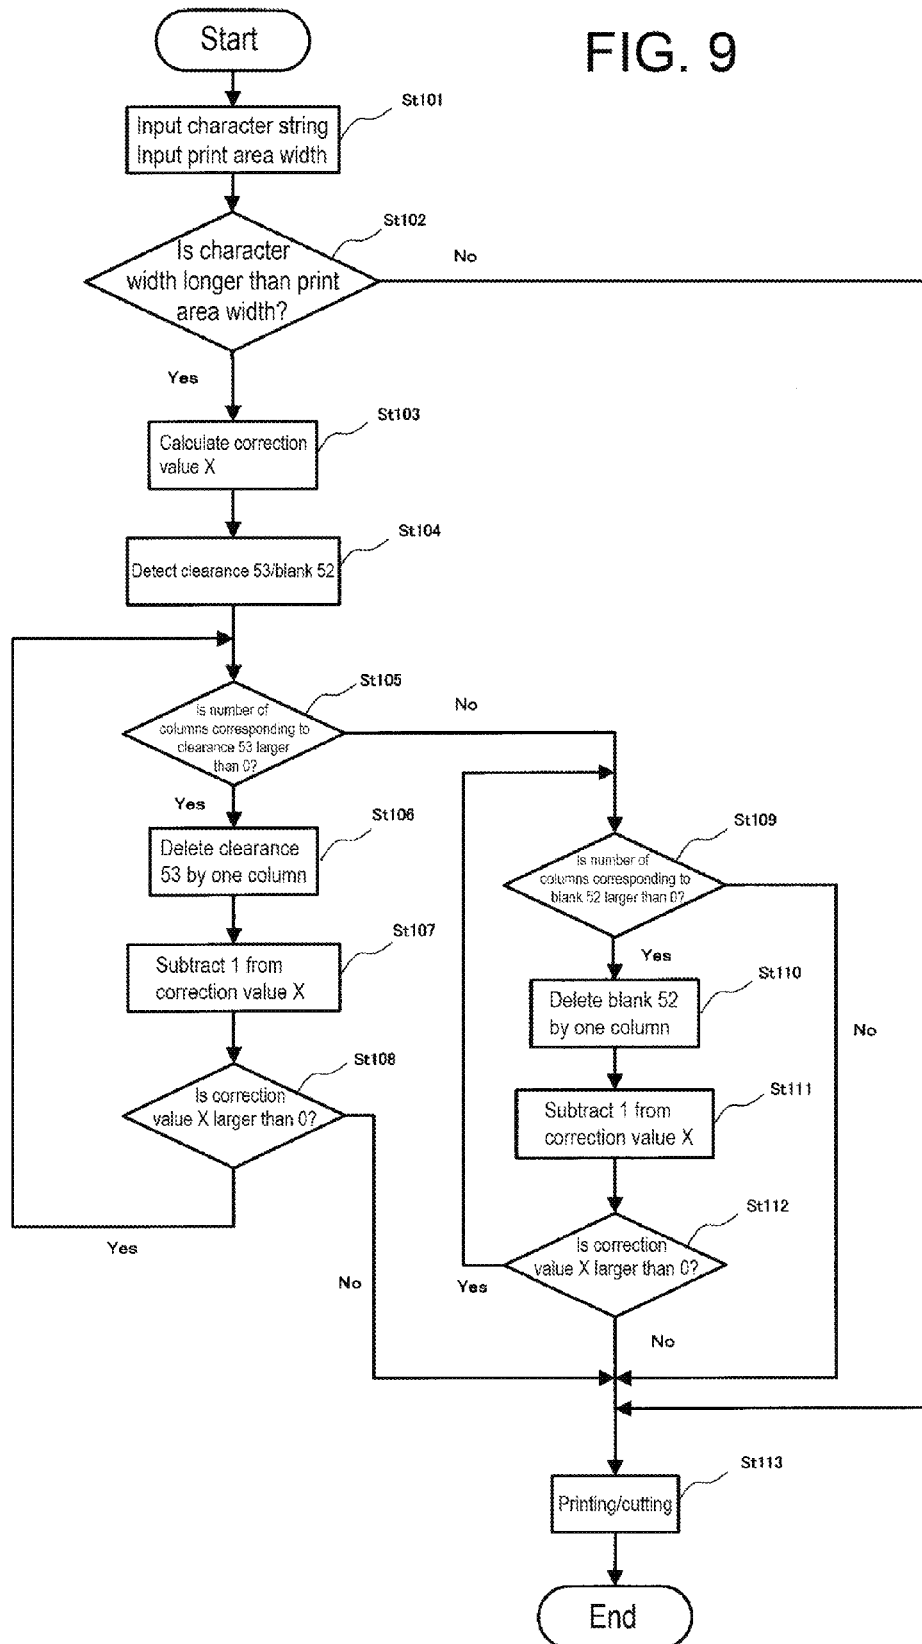 Start
FIG. 9
St101
Input character string
Input print area width
St102
Is character
width longer than print
area width?
No
Yes
St103
Calculate correction
value X
St104
Detect clearance 53/blank 52
St105
Is number of
columns corresponding to
clearance 53 larger
than 0?
No
Yes
St106
Delete clearance
53 by one column
St107
Subtract 1 from
correction value X
St108
Is correction
value X larger than 0?
Yes
No
St109
Is number of
columns corresponding to
blank 52 larger than 0?
Yes
No
St110
Delete blank 52
by one column
St111
Subtract 1 from
correction value X
St112
Is correction
value X larger than 0?
Yes
No
St113
Printing/cutting
End